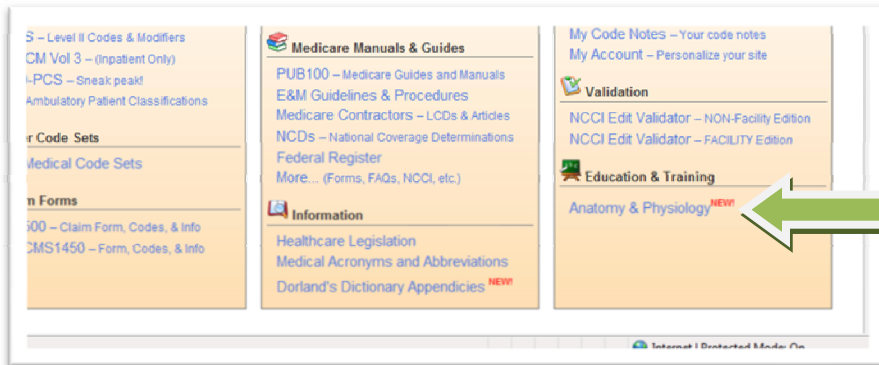 S – Level II Codes & Modifiers
CM Vol 3 – (Inpatient Only)
-PCS – Sneak peak!
Ambulatory Patient Classifications
r Code Sets
Medical Code Sets
n Forms
500 – Claim Form, Codes, & Info
CMS1450 – Form, Codes, & Info
Medicare Manuals & Guides
PUB100 – Medicare Guides and Manuals
E&M Guidelines & Procedures
Medicare Contractors – LCDs & Articles
NCDs – National Coverage Determinations
Federal Register
More... (Forms, FAQs, NCCI, etc.)
Information
Healthcare Legislation
Medical Acronyms and Abbreviations
Dorland's Dictionary Appendicies NEW!
My Code Notes – Your code notes
My Account – Personalize your site
Validation
NCCI Edit Validator – NON-Facility Edition
NCCI Edit Validator – FACILITY Edition
Education & Training
Anatomy & Physiology NEW!
Internet | Protected Mode: On